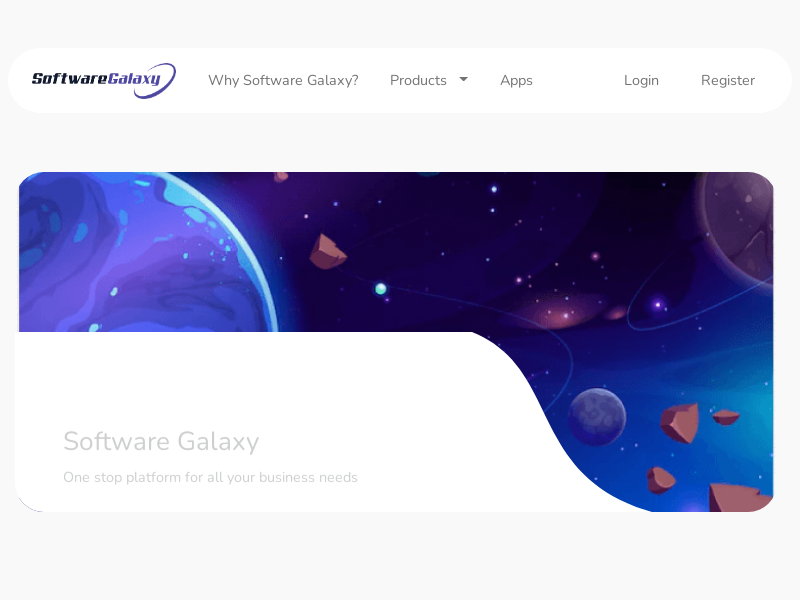 SoftwareGalaxy
Why Software Galaxy?
Products
Apps
Login
Register
Software Galaxy
One stop platform for all your business needs